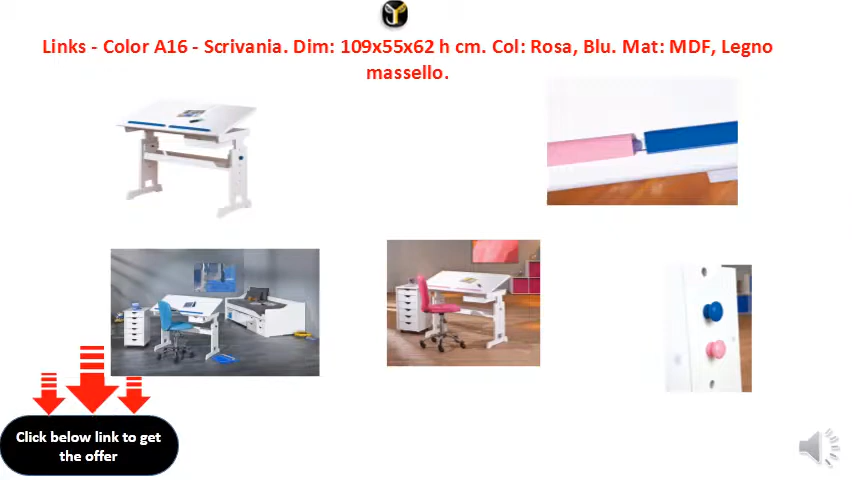 Links - Color A16 - Scrivania. Dim: 109x55x62 h cm. Col: Rosa, Blu. Mat: MDF, Legno
massello.
Click below link to get
the offer